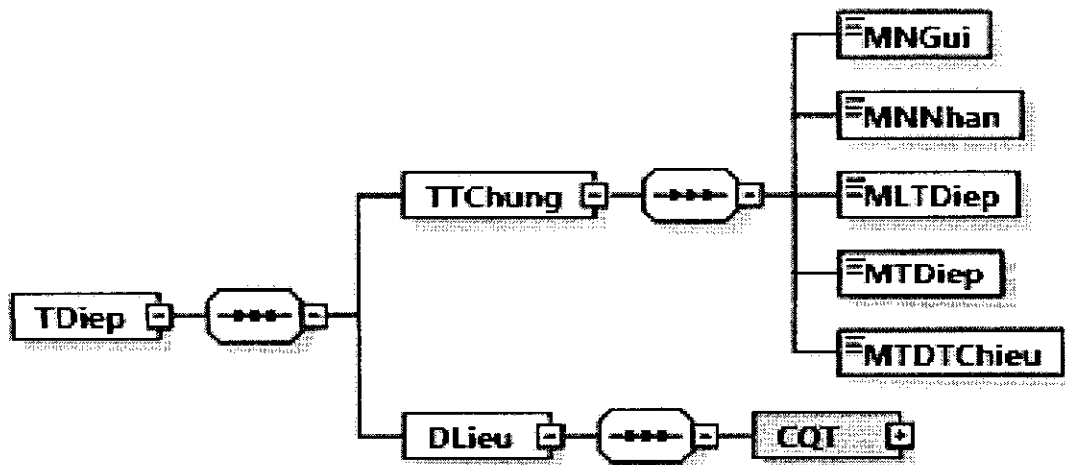 MNGui
MNNhan
TTChung
MLTDiep
MTDiep
TDiep
MTDTChieu
DLieu
CQT